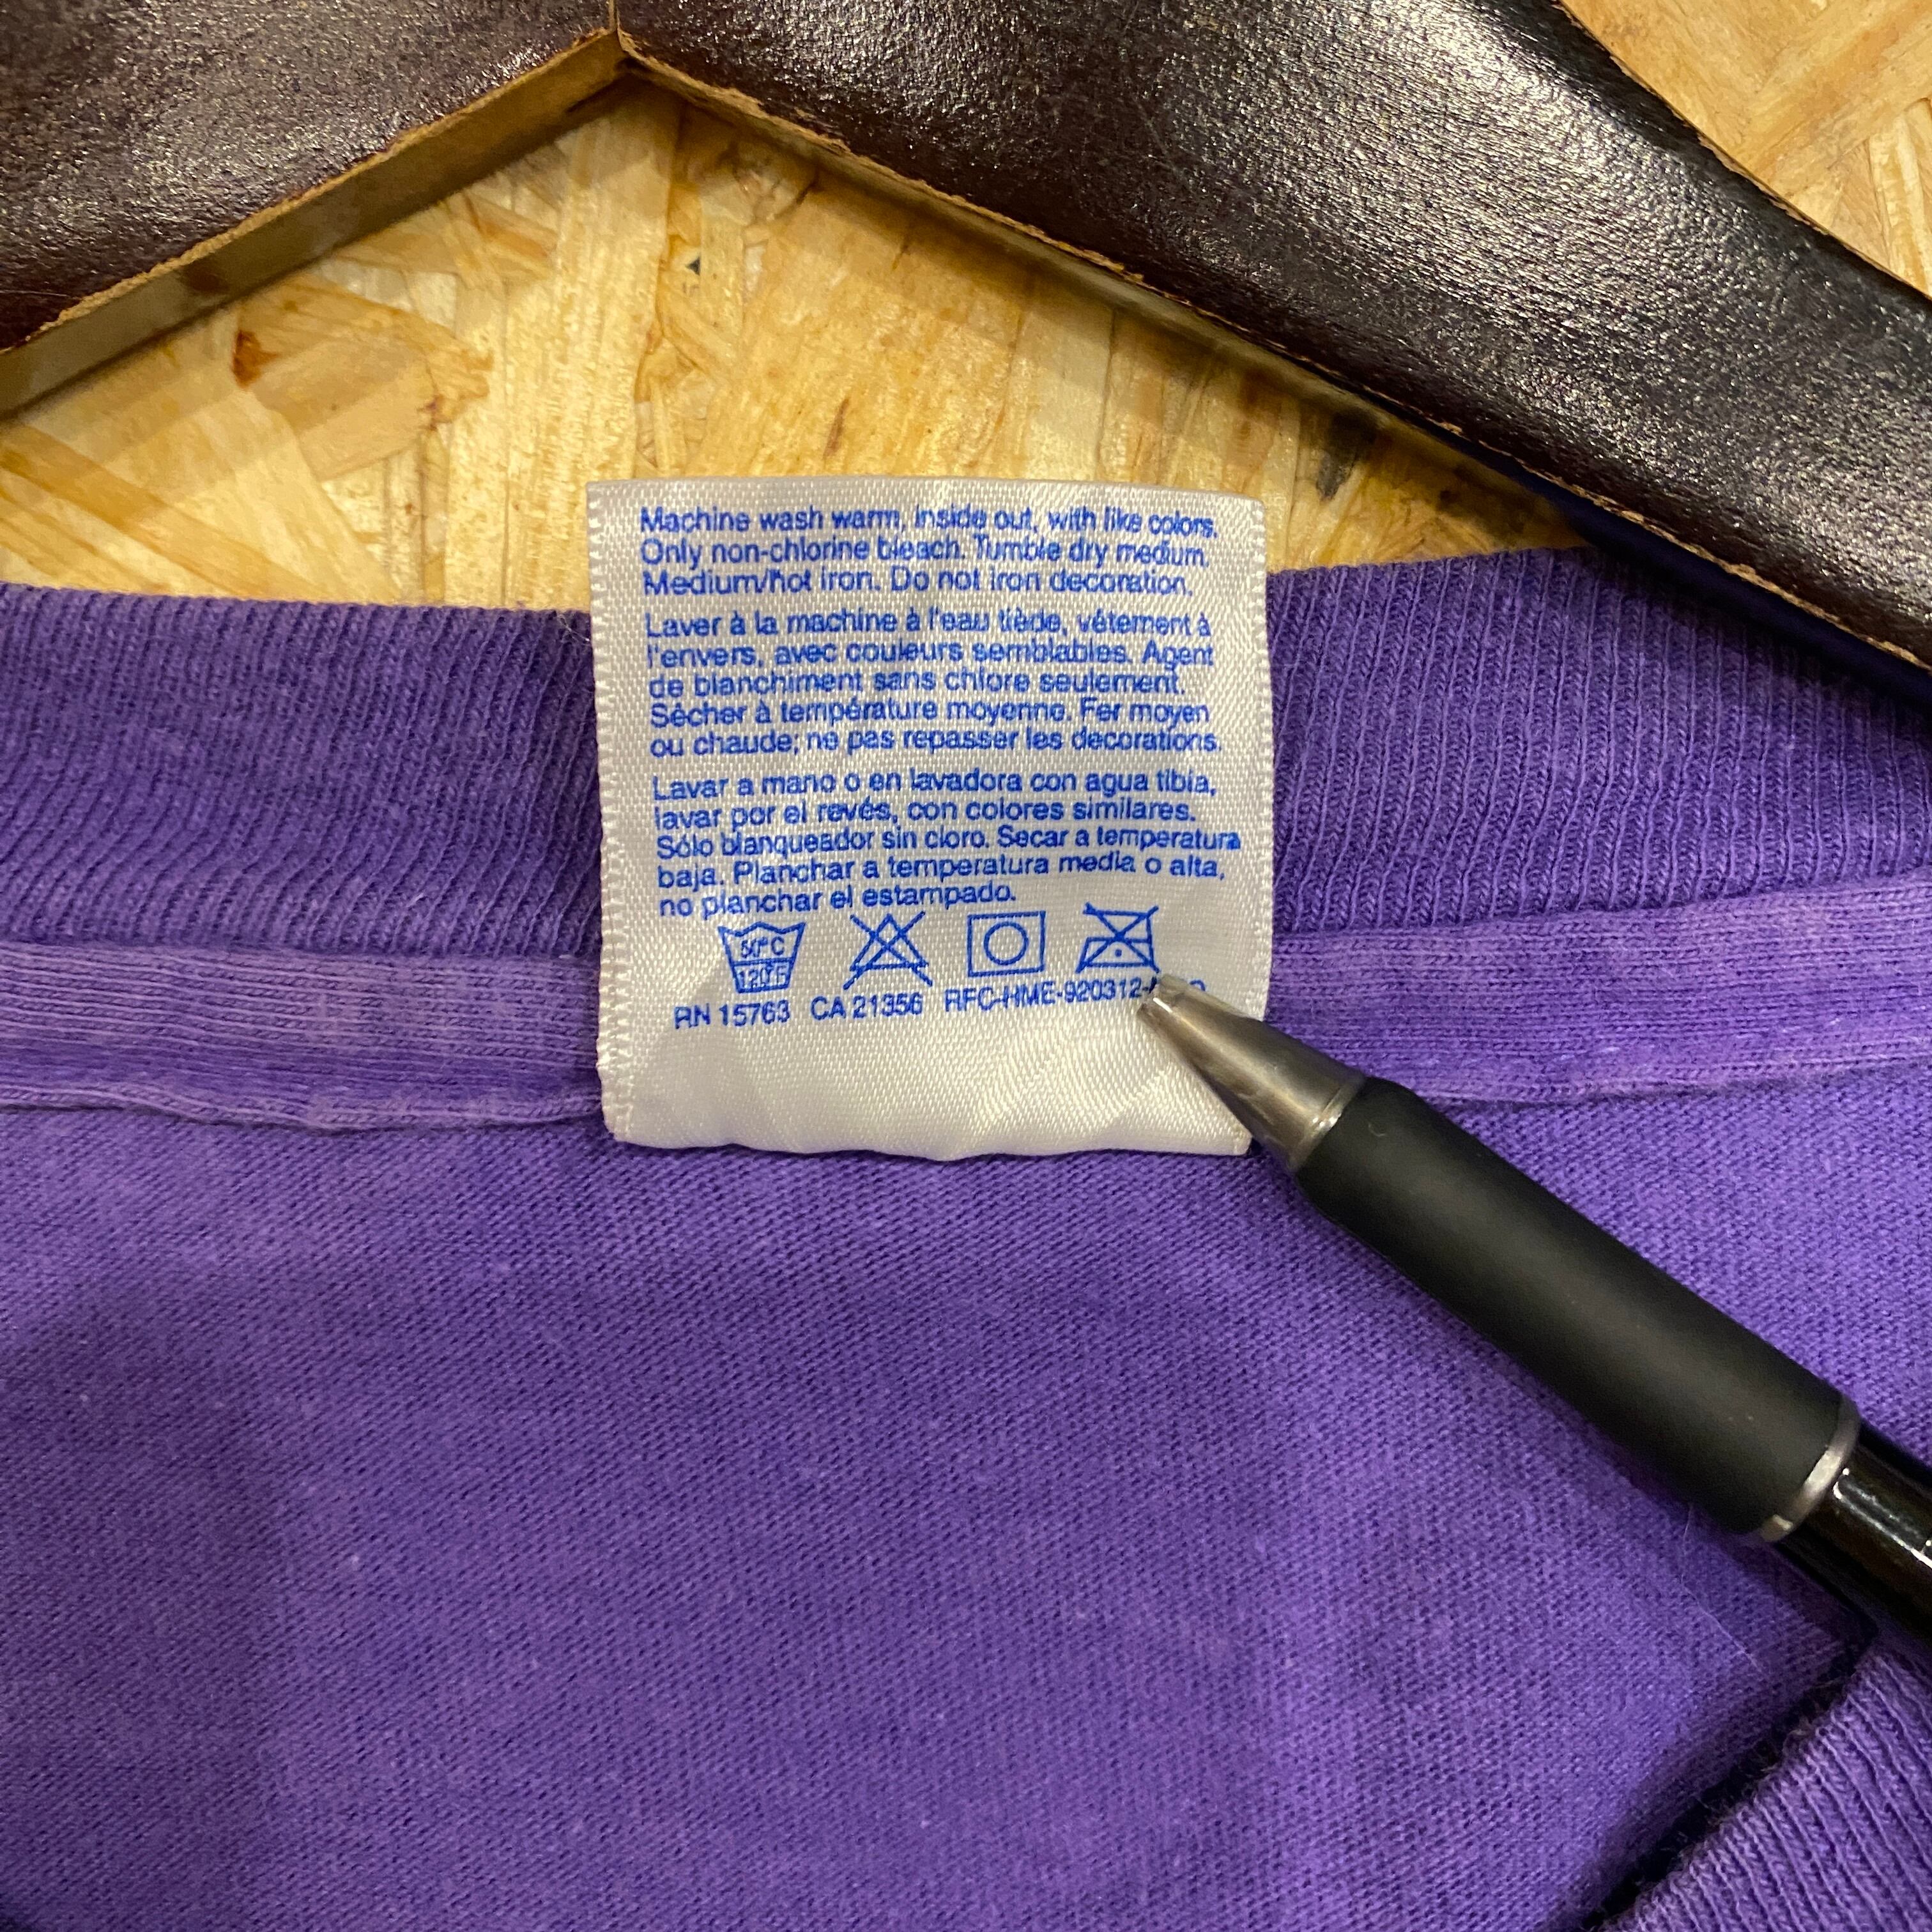 Machine wash warm, inside out, with like colors.
Only non-chlorine bleach. Tumble dry medium.
Medium/hot iron. Do not iron decoration.
Laver à la machine à l'eau tiède, vêtement à
l'envers, avec couleurs semblables. Agent
de blanchiment sans chlore seulement.
Sécher à température moyenne. Fer moyen
ou chaude; ne pas repasser les decorations.
Lavar a mano o en lavadora con agua tibia,
lavar por el revés, con colores similares.
Sólo blanqueador sin cloro. Secar a temperatura
baja. Planchar a temperatura media o alta,
no planchar el estampado.
120°F
RN 15763 CA 21356